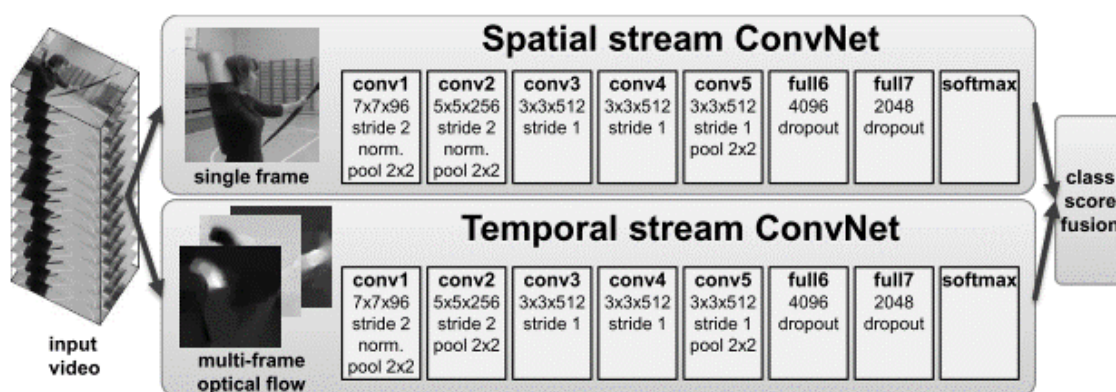 Spatial stream ConvNet
conv1
7x7x96
stride 2
norm.
pool 2x2
conv2
5x5x256
stride 2
norm.
pool 2x2
conv3
3x3x512
stride 1
conv4
3x3x512
stride 1
conv5
3x3x512
stride 1
pool 2x2
full6
4096
dropout
full7
2048
dropout
softmax
single frame
Temporal stream ConvNet
conv1
7x7x96
stride 2
norm.
pool 2x2
conv2
5x5x256
stride 2
pool 2x2
conv3
3x3x512
stride 1
conv4
3x3x512
stride 1
conv5
3x3x512
stride 1
pool 2x2
full6
4096
dropout
full7
2048
dropout
softmax
input
video
multi-frame
optical flow
class
score
fusion